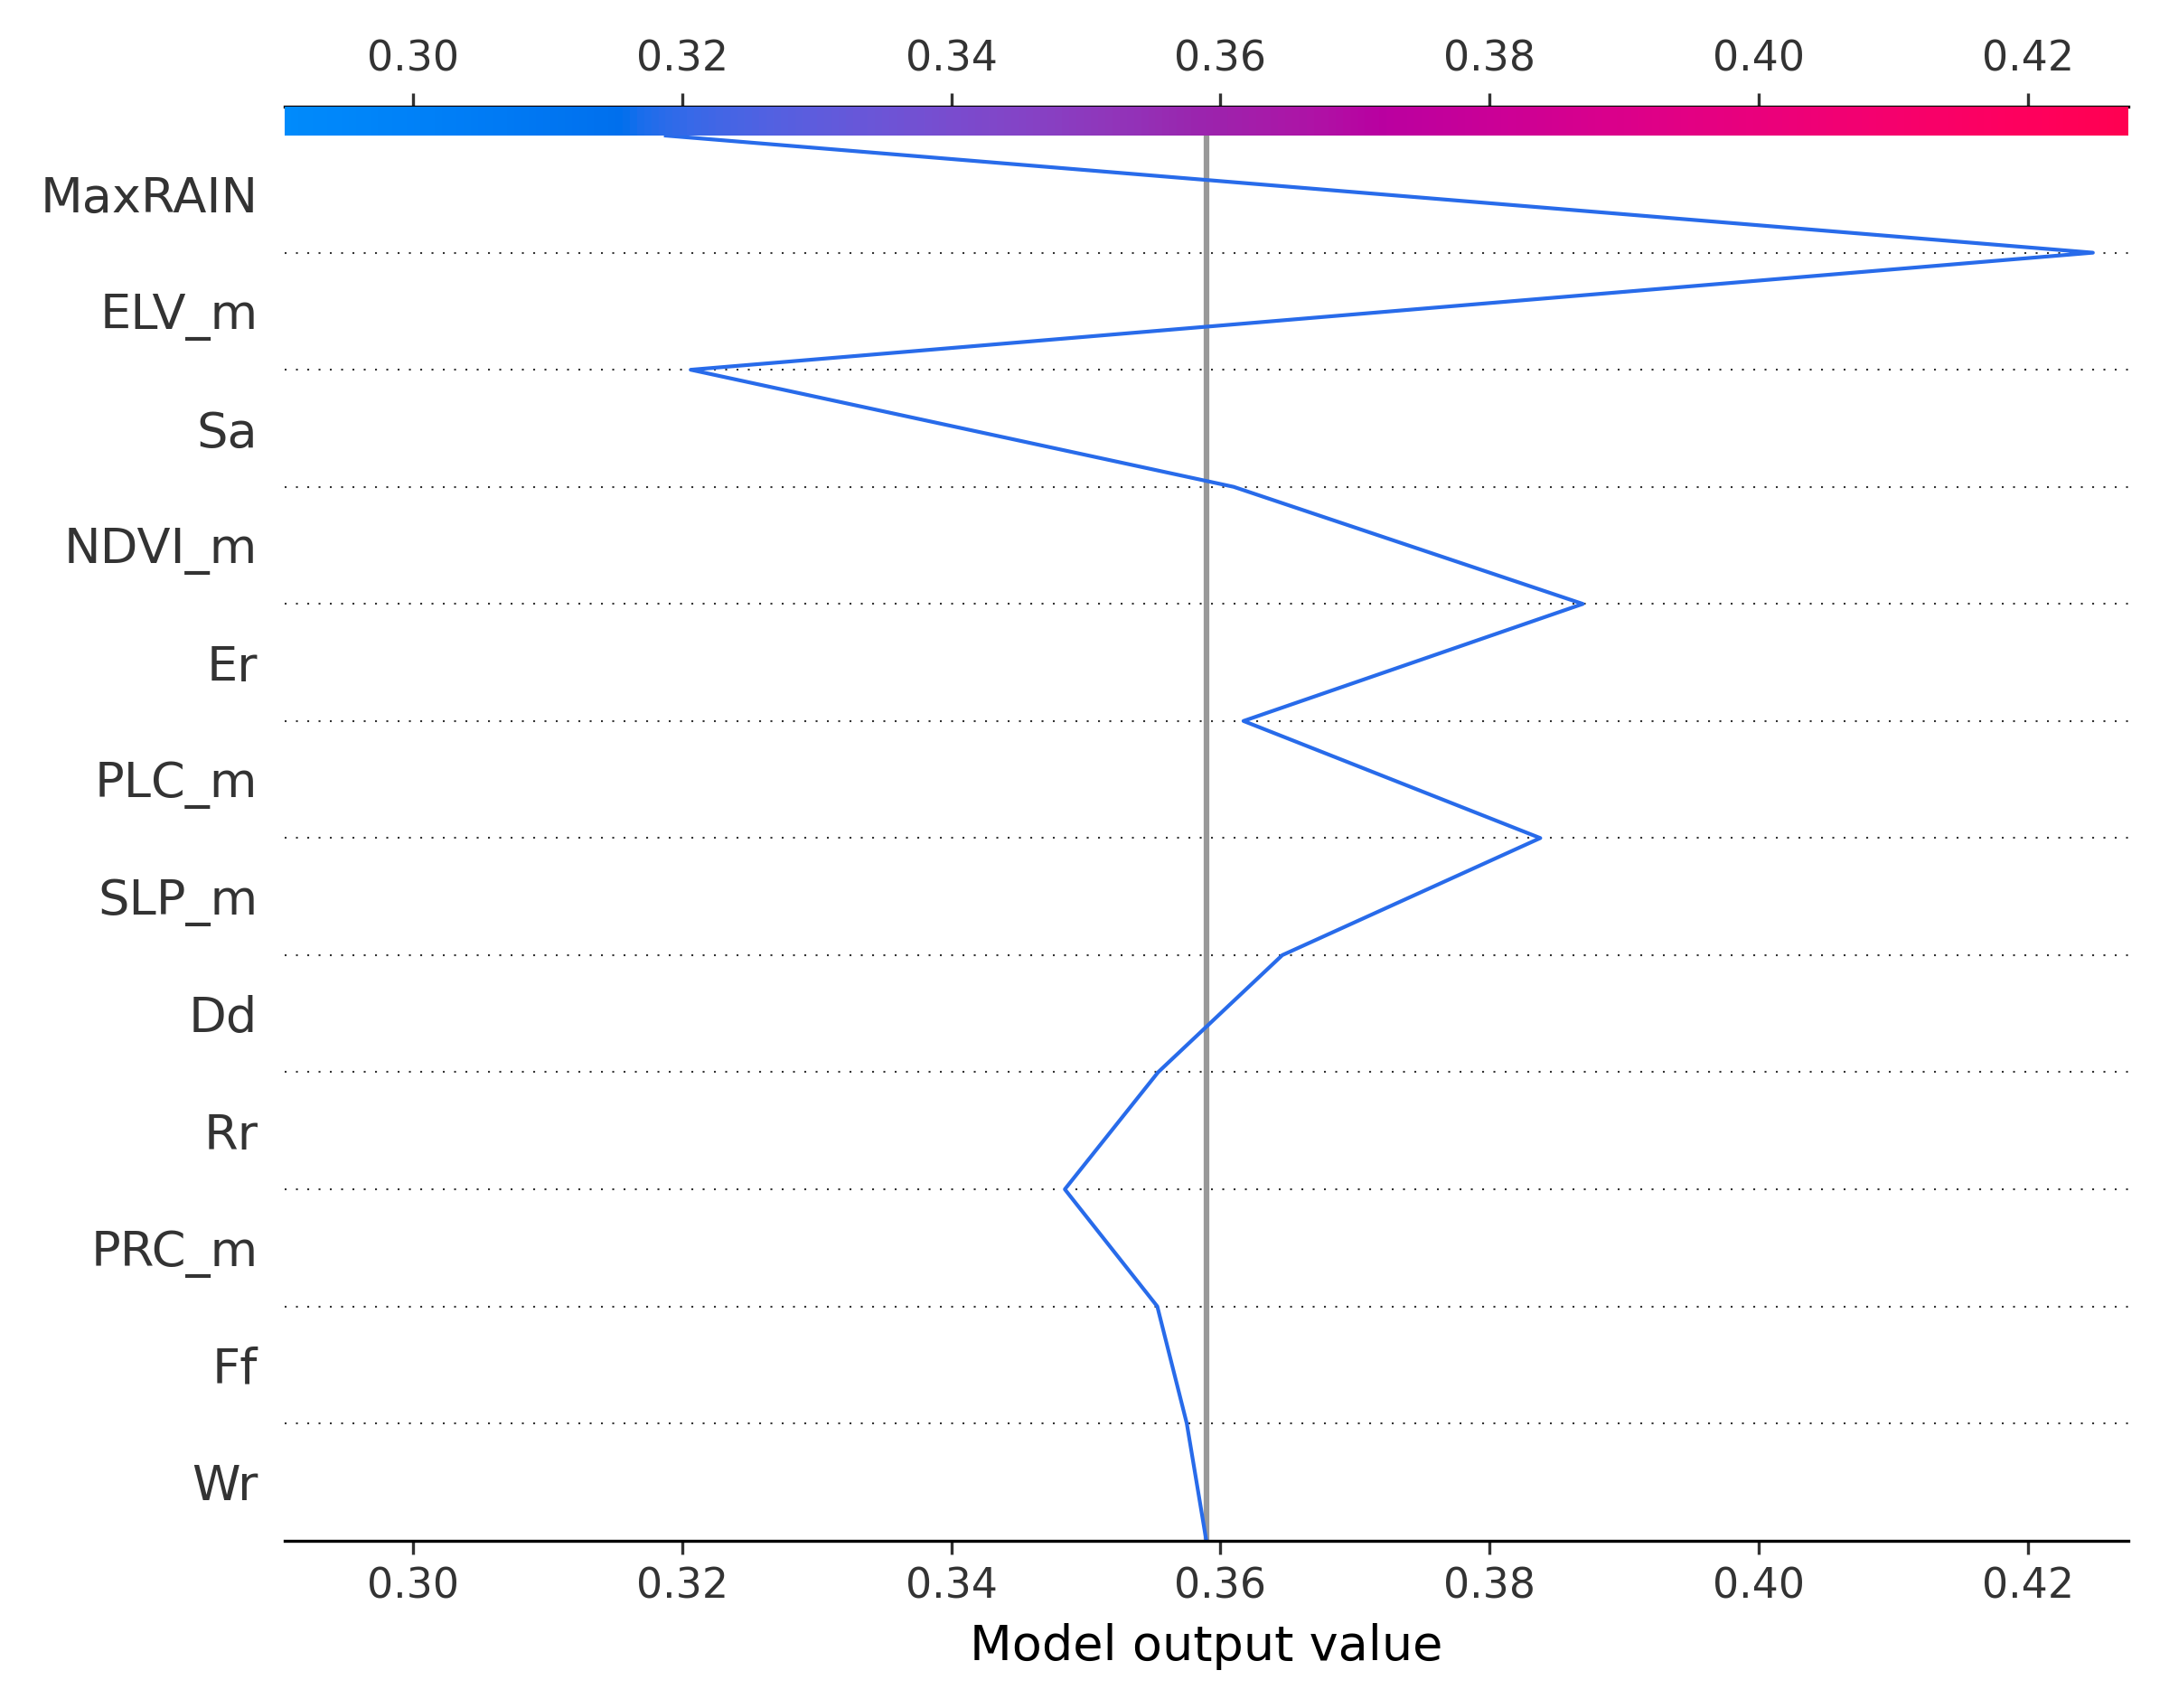 0.30 0.32 0.34 0.36 0.38 0.40 0.42
MaxRAIN
ELV_m
Sa
NDVI_m
Er
PLC_m
SLP_m
Dd
Rr
PRC_m
Ff
Wr
0.30 0.32 0.34 0.36 0.38 0.40 0.42
Model output value